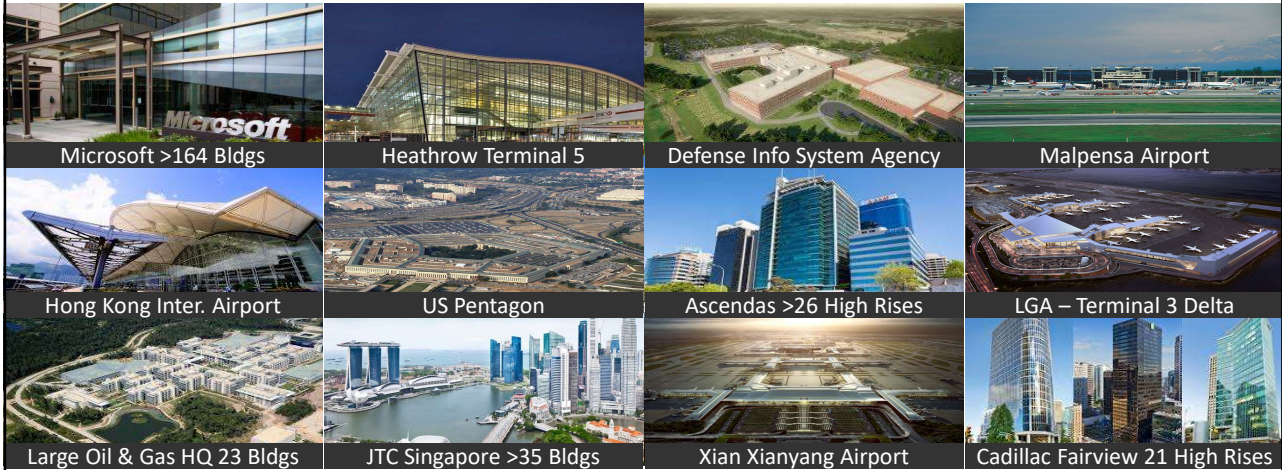 Microsoft
Microsoft >164 Bldgs
Heathrow Terminal 5
Defense Info System Agency
Malpensa Airport
Hong Kong Inter. Airport
US Pentagon
Ascendas >26 High Rises
LGA – Terminal 3 Delta
Large Oil & Gas HQ 23 Bldgs
JTC Singapore >35 Bldgs
Xian Xianyang Airport
Cadillac Fairview 21 High Rises